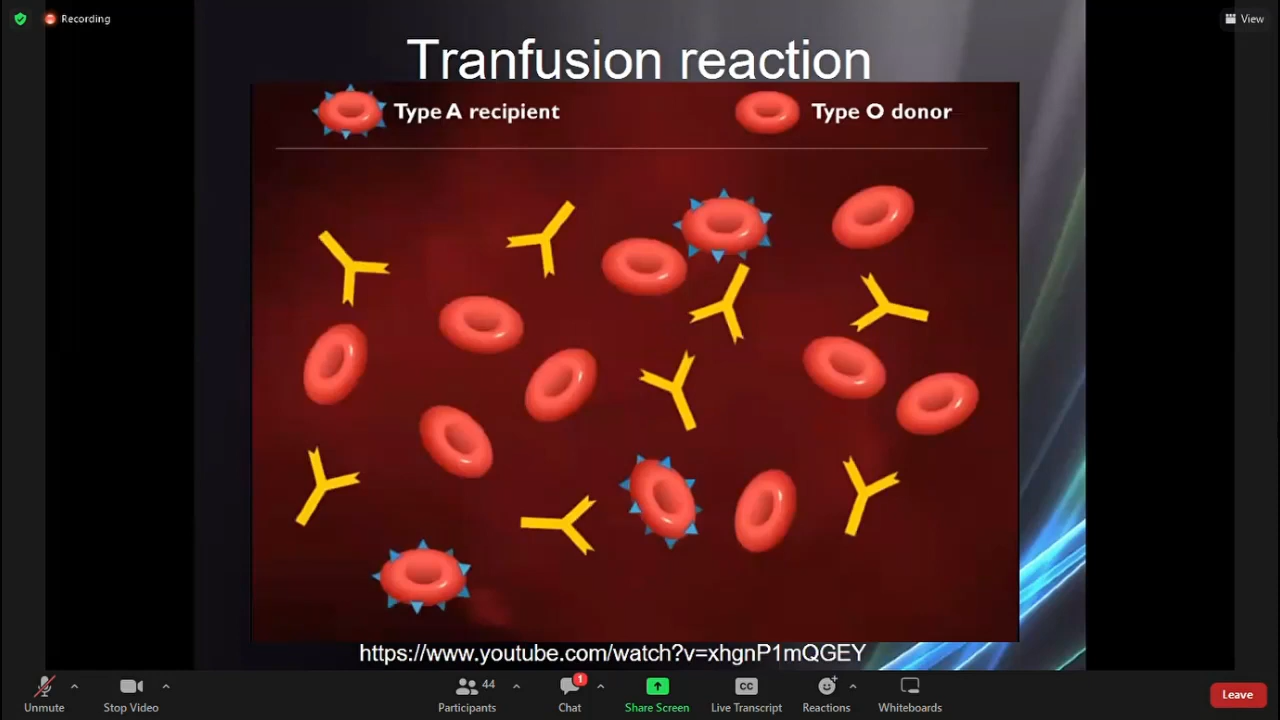 Recording
View
Tranfusion reaction
Type A recipient
Type O donor
https://www.youtube.com/watch?v=xhgnP1mQGEY
Unmute
Stop Video
Participants
44
Chat
1
Share Screen
CC
Live Transcript
Reactions
Whiteboards
Leave